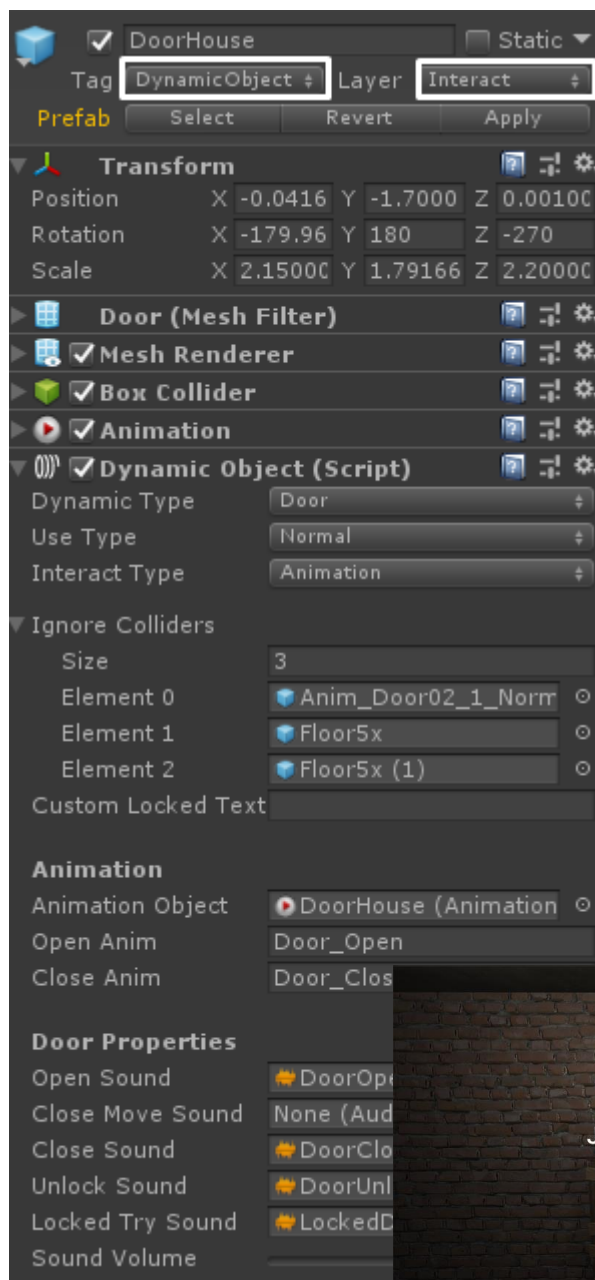 DoorHouse Static
Tag DynamicObject Layer Interact
Prefab Select Revert Apply
Transform
Position X -0.0416 Y -1.7000 Z 0.00100
Rotation X -179.96 Y 180 Z -270
Scale X 2.15000 Y 1.79166 Z 2.20000
Door (Mesh Filter)
Mesh Renderer
Box Collider
Animation
Dynamic Object (Script)
Dynamic Type Door
Use Type Normal
Interact Type Animation
Ignore Colliders
Size 3
Element 0 Anim_Door02_1_Norm
Element 1 Floor5x
Element 2 Floor5x (1)
Custom Locked Text
Animation
Animation Object DoorHouse (Animation
Open Anim Door_Open
Close Anim Door_Clos
Door Properties
Open Sound DoorOpe
Close Move Sound None (Aud
Close Sound DoorClo
Unlock Sound DoorUnl
Locked Try Sound LockedD
Sound Volume